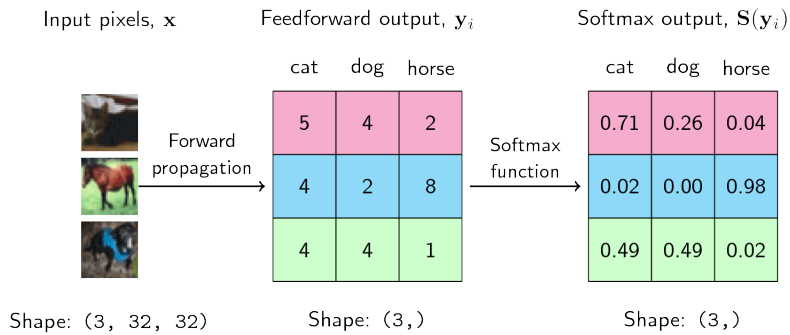 Input pixels, x
Feedforward output, yᵢ
Softmax output, S(yᵢ)
cat dog horse
cat dog horse
5 4 2
0.71 0.26 0.04
Forward
propagation
Softmax
function
4 2 8
0.02 0.00 0.98
4 4 1
0.49 0.49 0.02
Shape: (3, 32, 32)
Shape: (3,)
Shape: (3,)